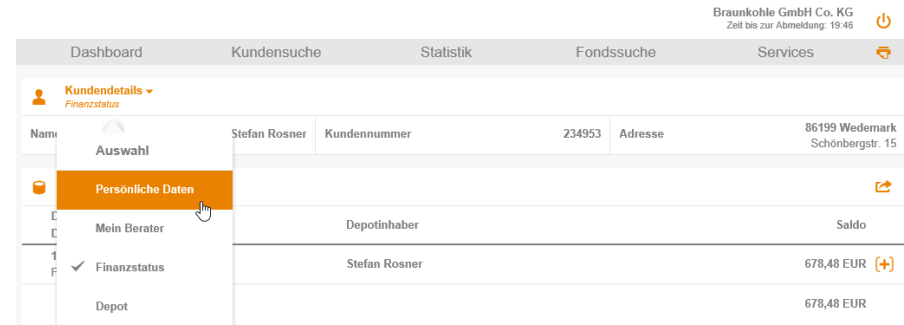 Braunkohle GmbH Co. KG
Zeit bis zur Abmeldung: 19:46
Dashboard Kundensuche Statistik Fondssuche Services
Kundendetails
Finanzstatus
Stefan Rosner Kundennummer 234953 Adresse 86199 Wedemark
Schönbergstr. 15
Auswahl
Persönliche Daten
Mein Berater
Depotinhaber Saldo
Finanzstatus
Stefan Rosner 678,48 EUR
Depot
678,48 EUR